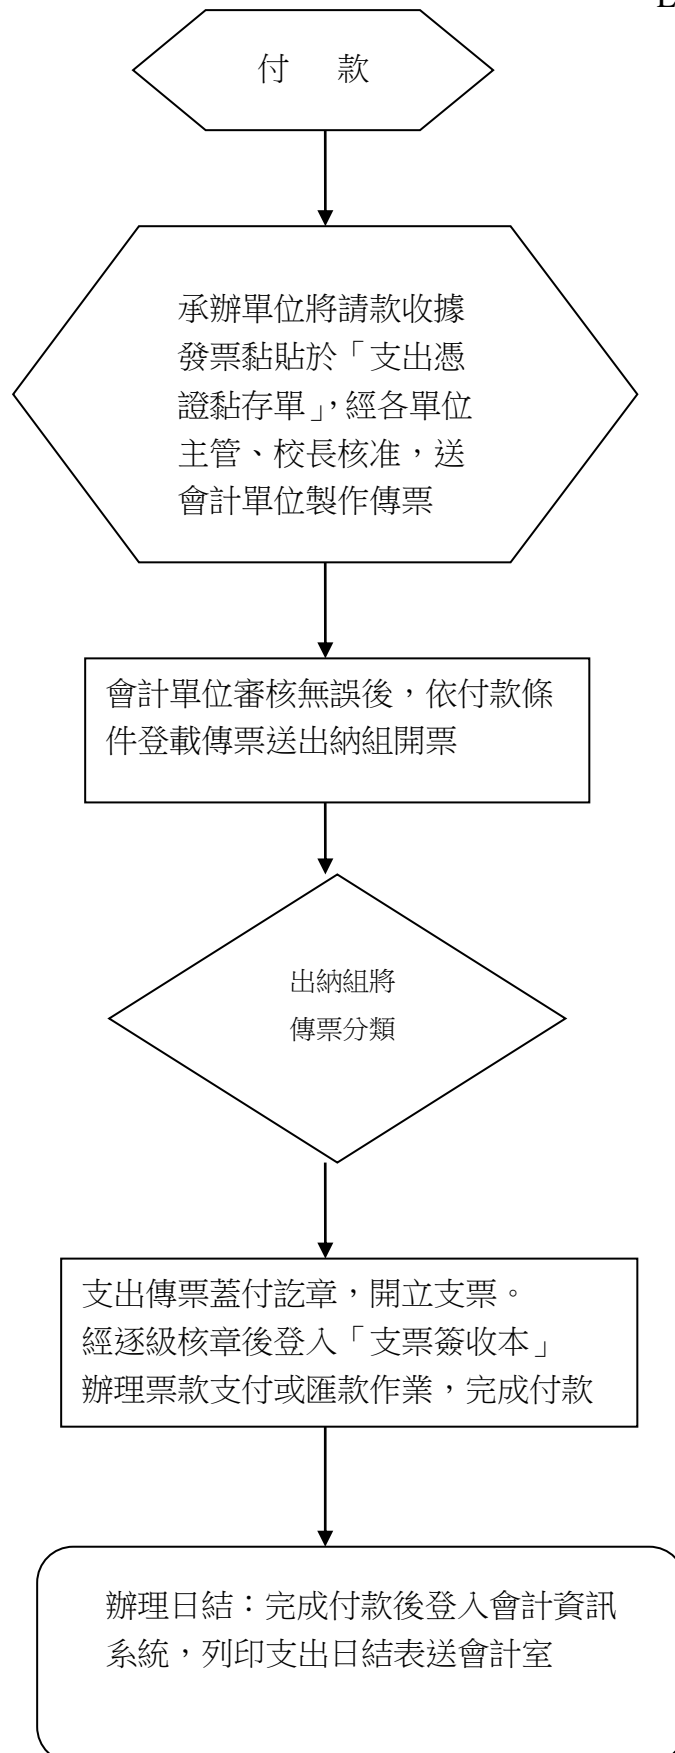 付 款
承辦單位將請款收據
發票黏貼於「支出憑
證黏存單」，經各單位
主管、校長核准，送
會計單位製作傳票
會計單位審核無誤後，依付款條
件登載傳票送出納組開票
出納組將
傳票分類
支出傳票蓋付訖章，開立支票。
經逐級核章後登入「支票簽收本」
辦理票款支付或匯款作業，完成付款
辦理日結：完成付款後登入會計資訊
系統，列印支出日結表送會計室